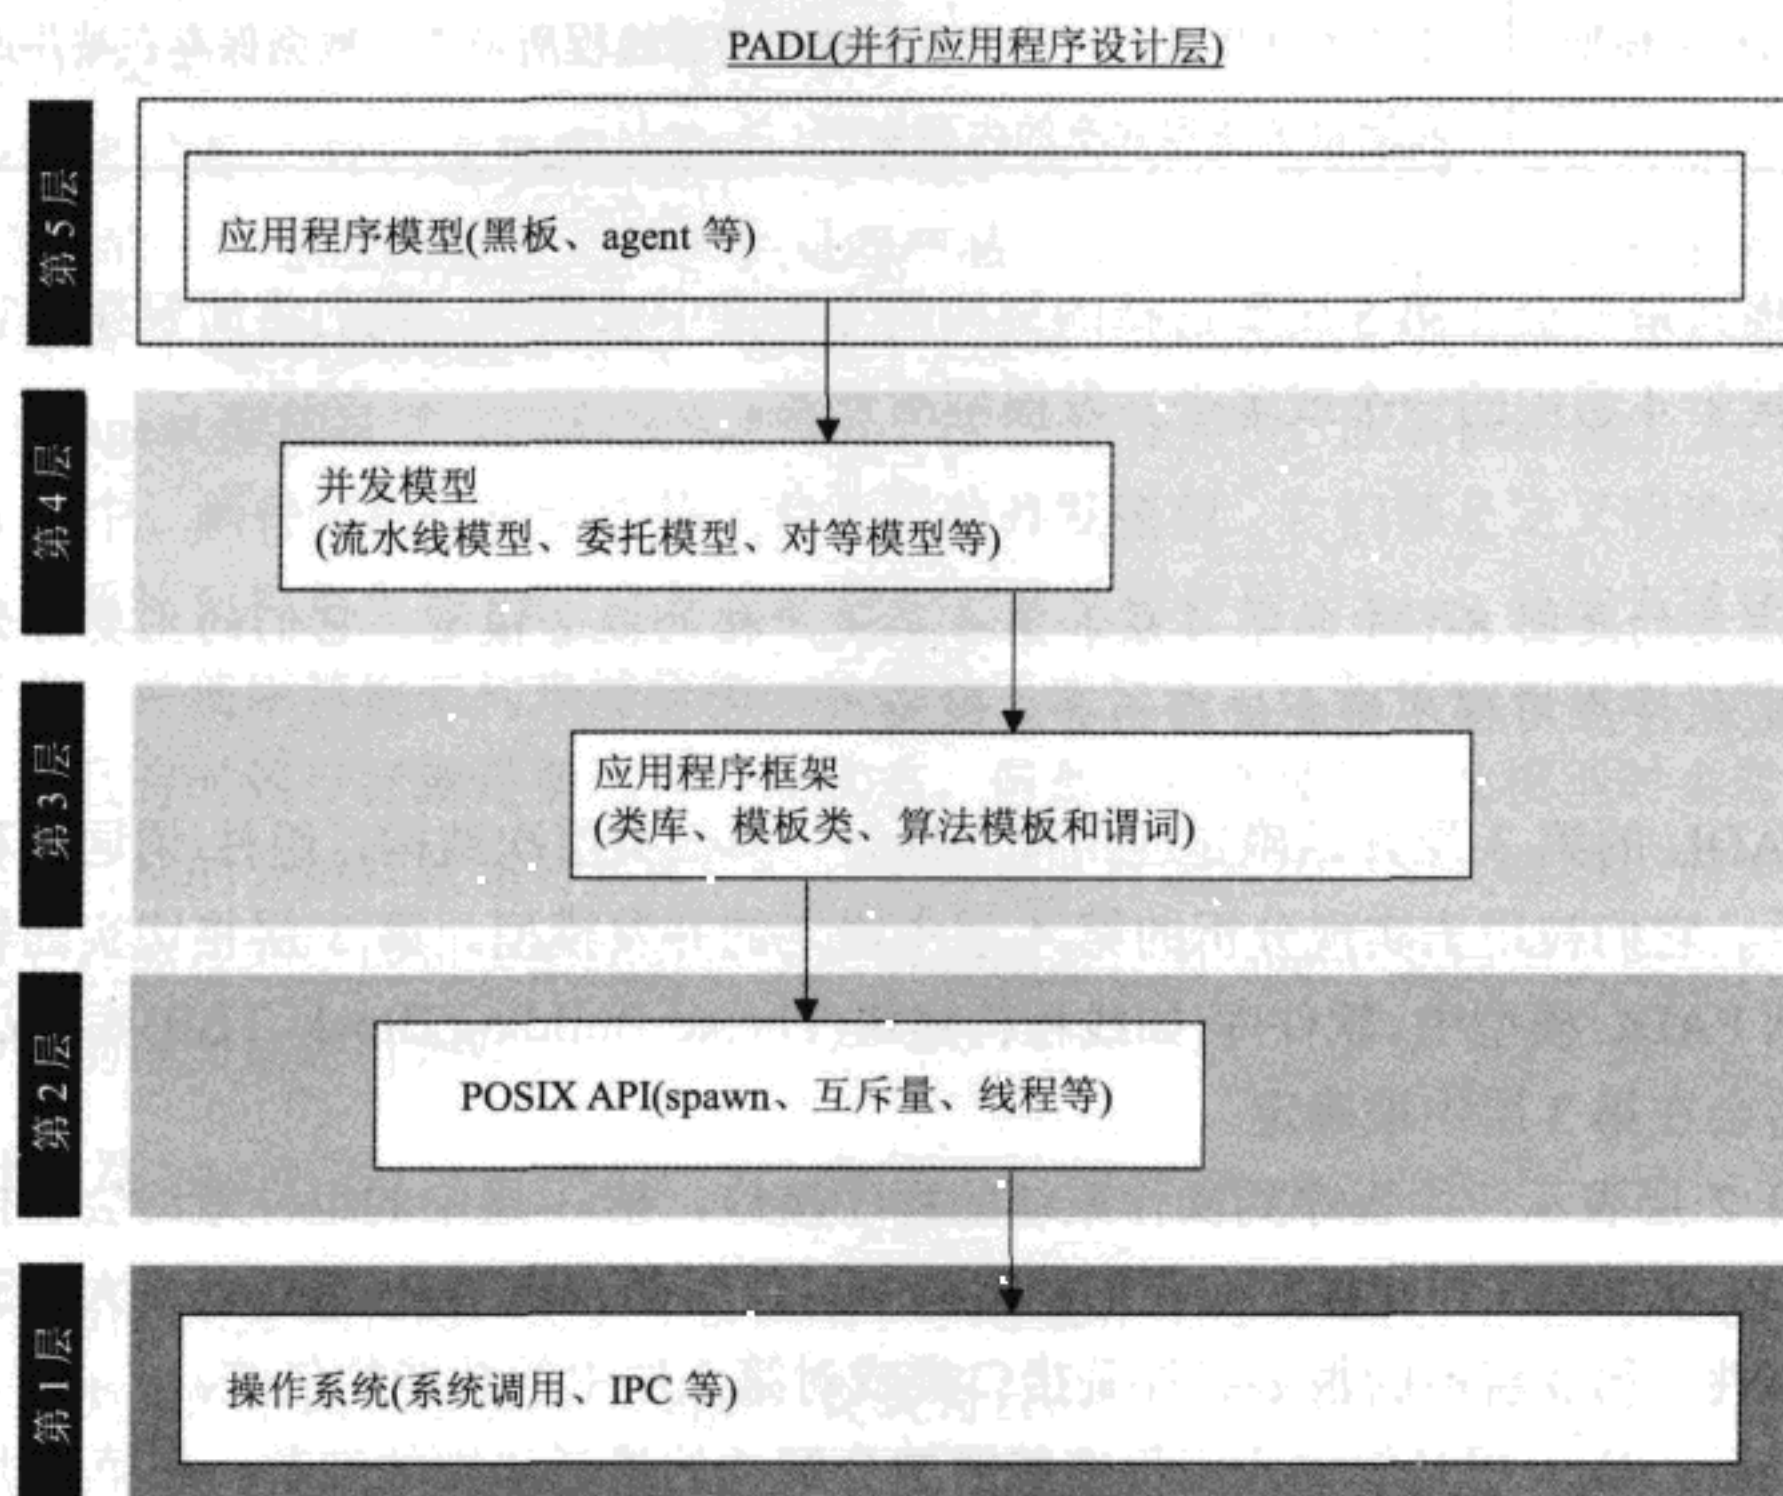 PADL(并行应用程序设计层)
第 5 层
应用程序模型(黑板、agent 等)
第 4 层
并发模型
(流水线模型、委托模型、对等模型等)
第 3 层
应用程序框架
(类库、模板类、算法模板和谓词)
第 2 层
POSIX API(spawn、互斥量、线程等)
第 1 层
操作系统(系统调用、IPC 等)